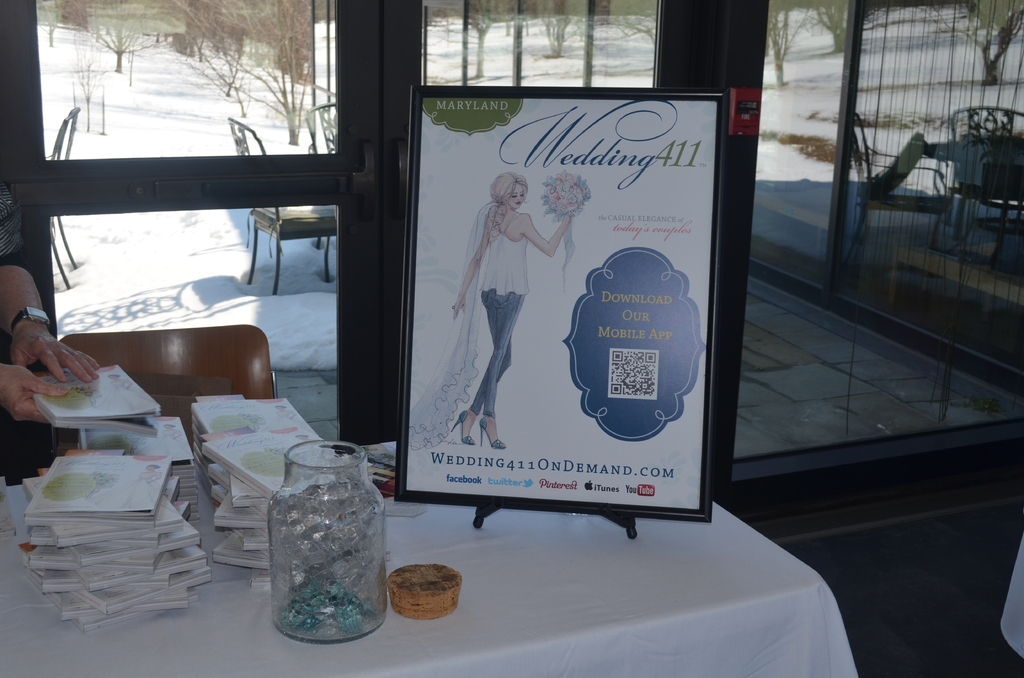 MARYLAND
Wedding411
the CASUAL ELEGANCE of
today's couples
DOWNLOAD
OUR
MOBILE APP
WEDDING411ONDEMAND.COM
facebook twitter Pinterest iTunes YouTube